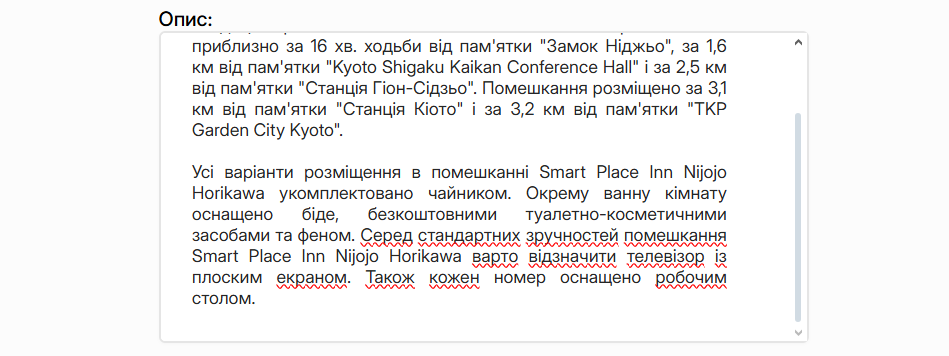 Опис:
приблизно за 16 хв. ходьби від пам'ятки "Замок Ніджьо", за 1,6
км від пам'ятки "Kyoto Shigaku Kaikan Conference Hall" і за 2,5 км
від пам'ятки "Станція Гіон-Сідзьо". Помешкання розміщено за 3,1
км від пам'ятки "Станція Кіото" і за 3,2 км від пам'ятки "TKP
Garden City Kyoto".
Усі варіанти розміщення в помешканні Smart Place Inn Nijojo
Horikawa укомплектовано чайником. Окрему ванну кімнату
оснащено біде, безкоштовними туалетно-косметичними
засобами та феном. Серед стандартних зручностей помешкання
Smart Place Inn Nijojo Horikawa варто відзначити телевізор із
плоским екраном. Також кожен номер оснащено робочим
столом.